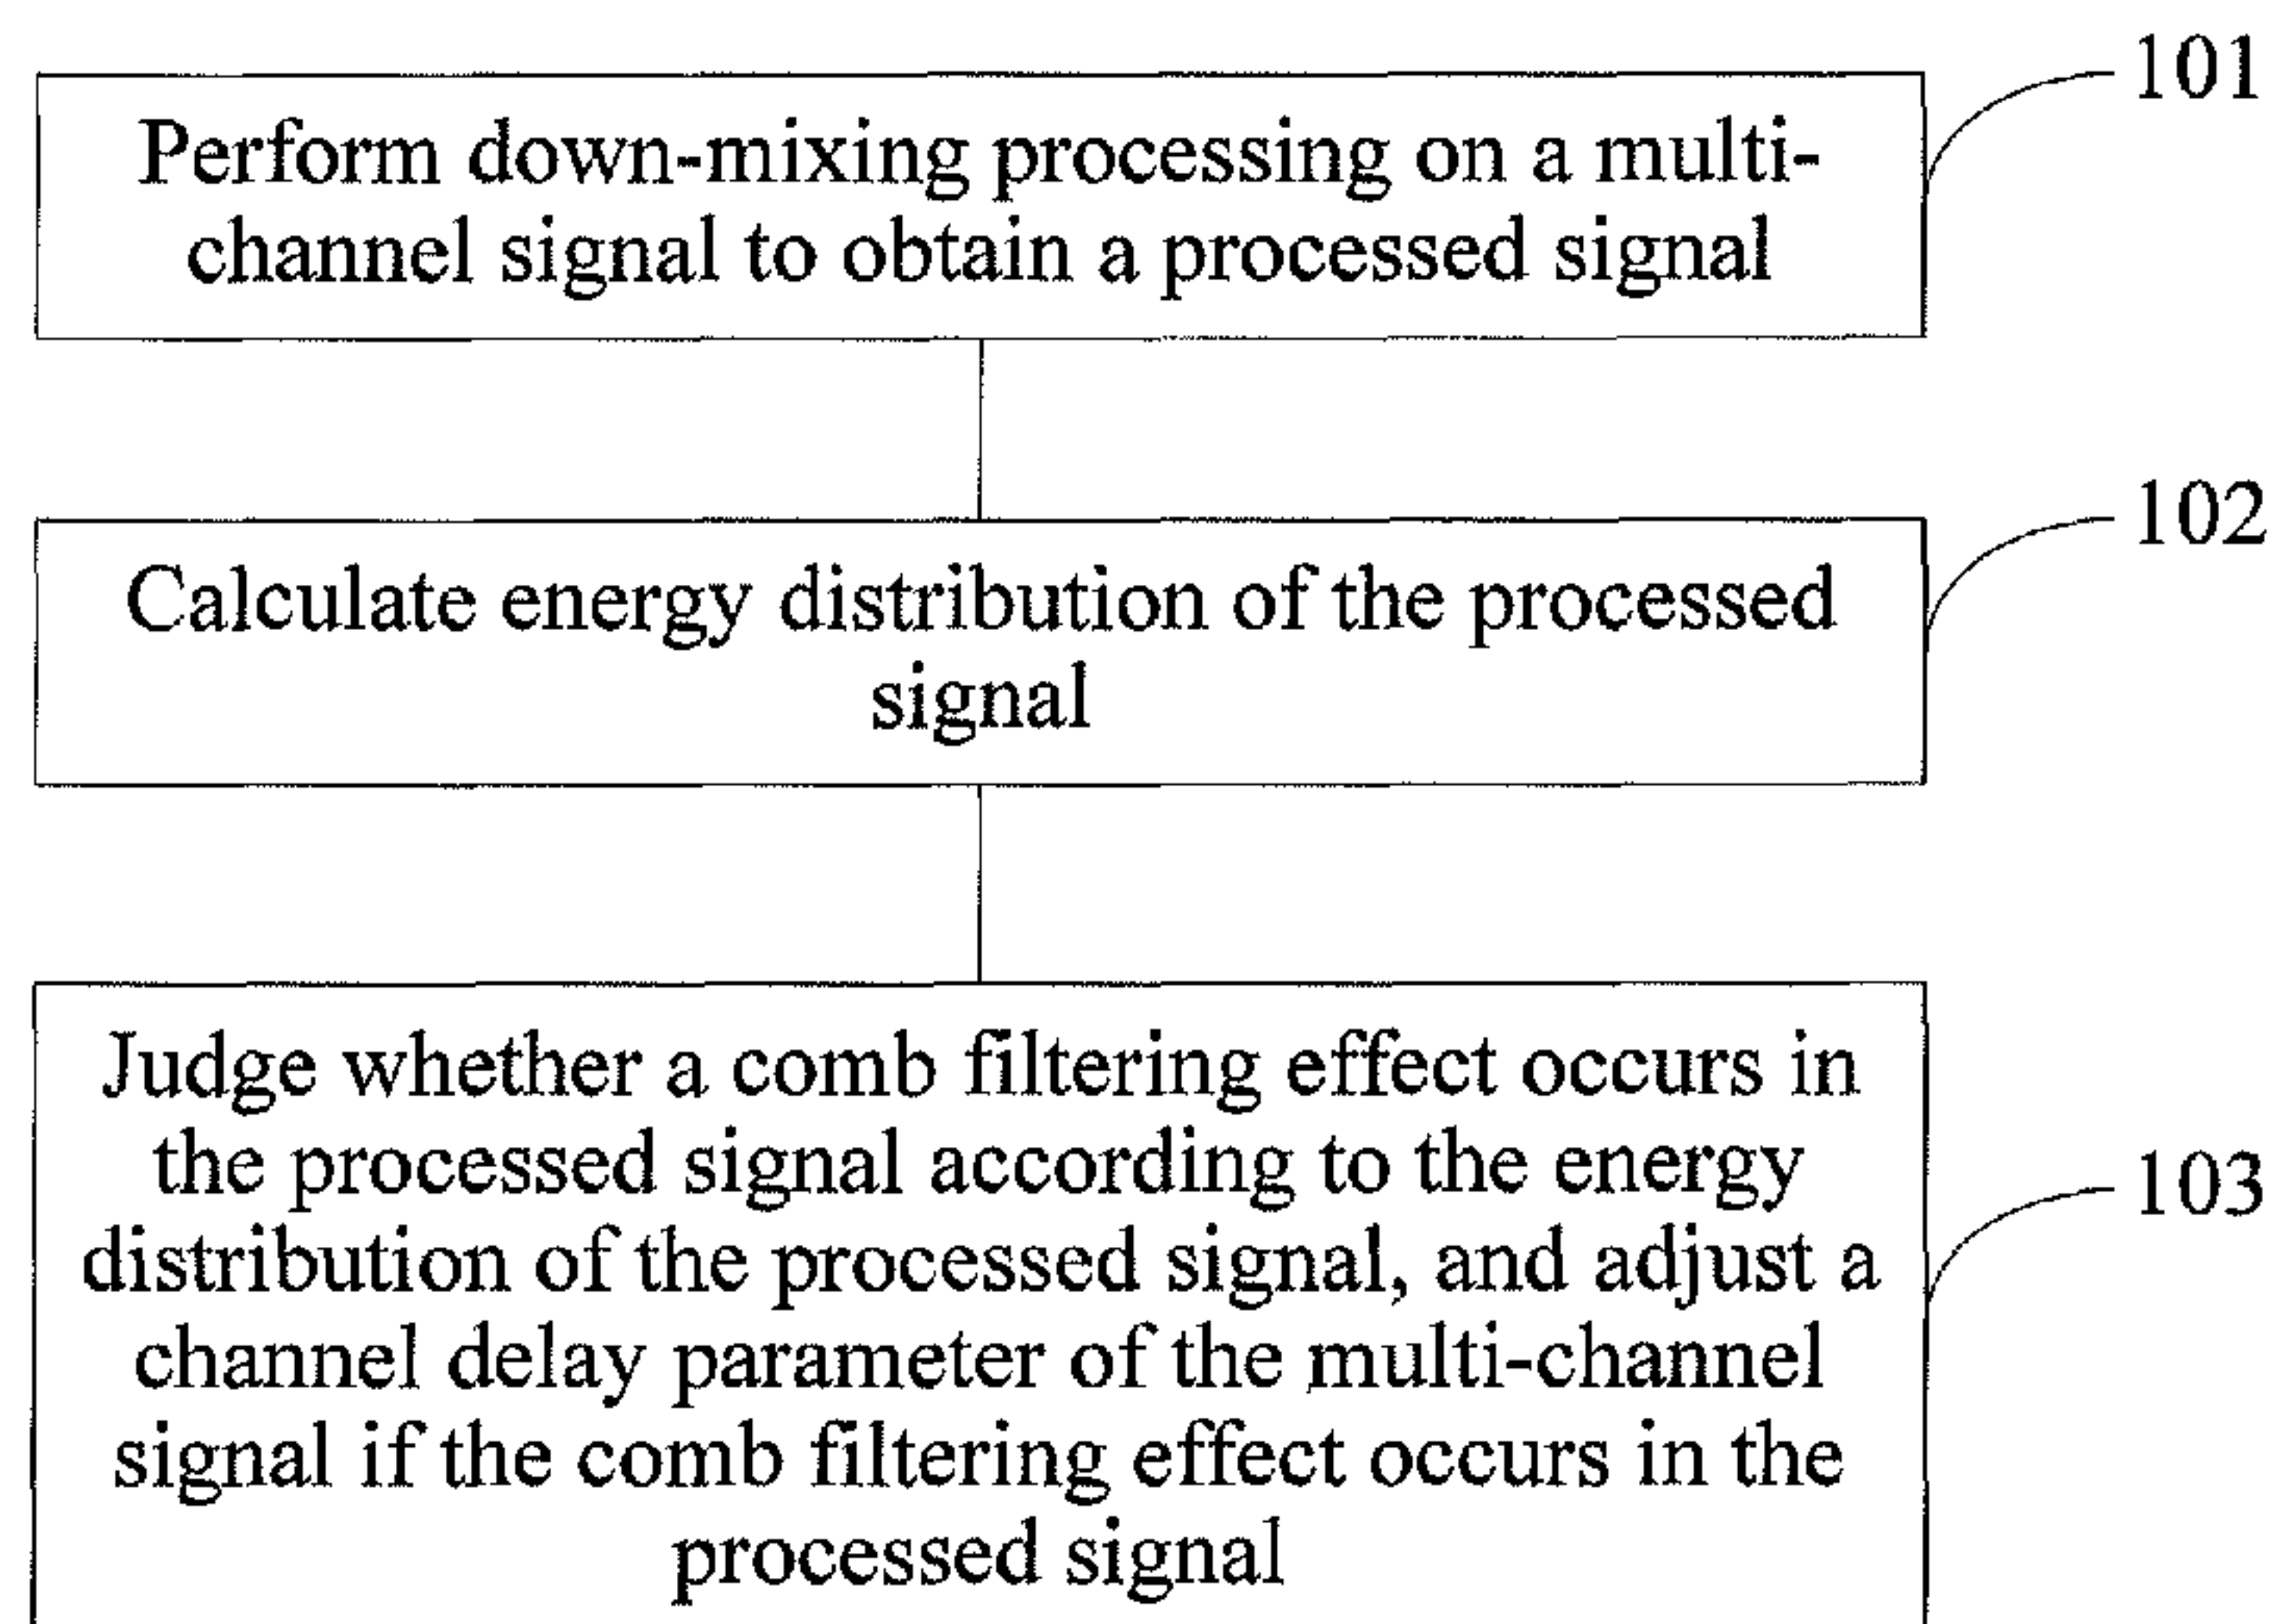 101
Perform down-mixing processing on a multi-
channel signal to obtain a processed signal
102
Calculate energy distribution of the processed
signal
Judge whether a comb filtering effect occurs in
the processed signal according to the energy
distribution of the processed signal, and adjust a
channel delay parameter of the multi-channel
signal if the comb filtering effect occurs in the
processed signal
103